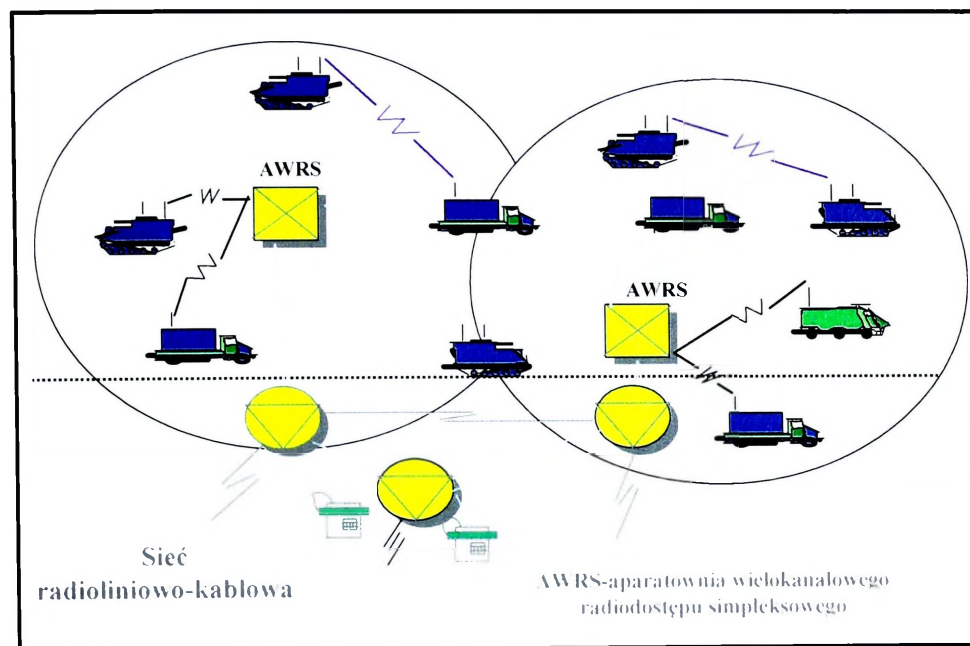 AWRS
AWRS
Sieć
radioliniowo-kablowa
AWRS-aparatownia wielokanałowego
radiodostępu simpleksowego